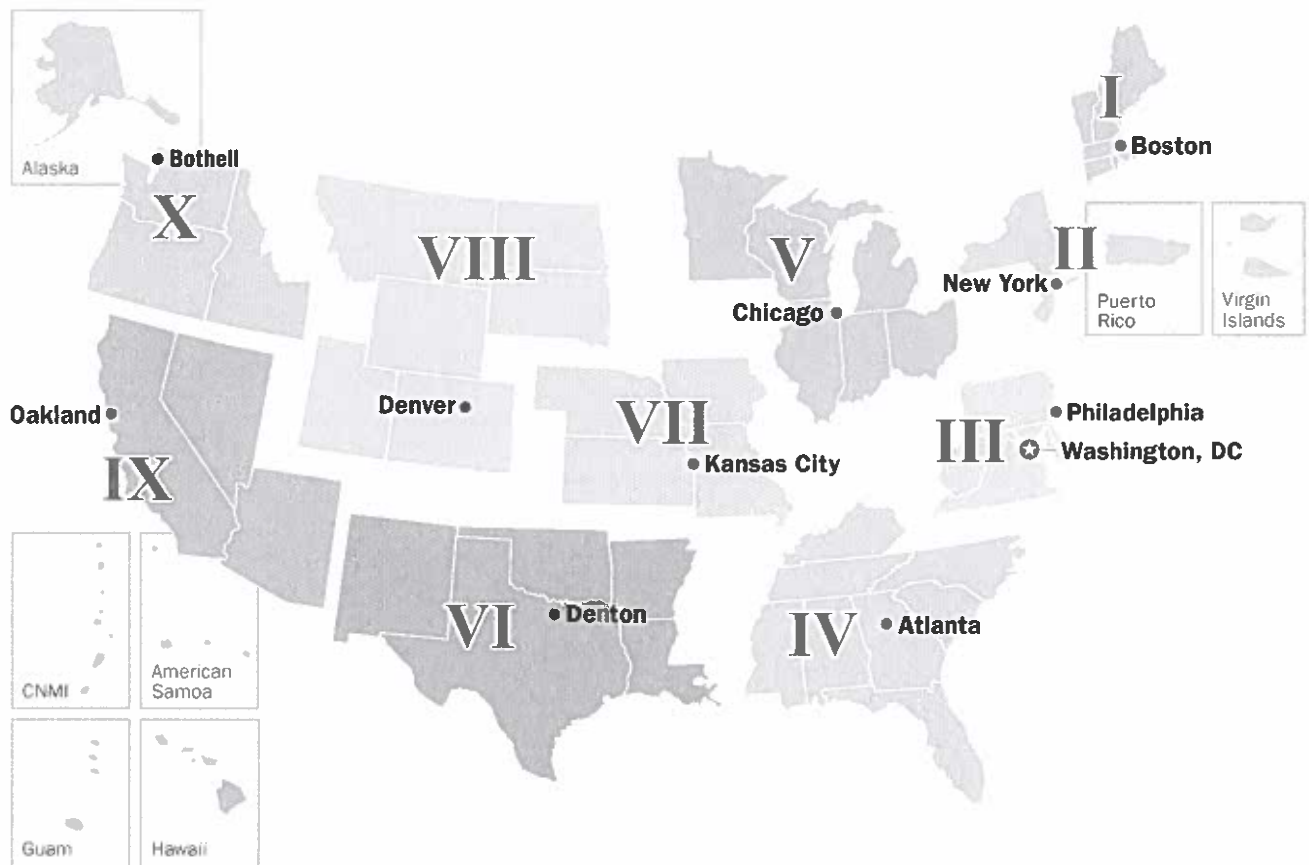 Alaska
Bothell
X
VIII
V
Chicago
I
Boston
II
New York
Puerto
Rico
Virgin
Islands
Oakland
IX
Denver
VII
Kansas City
III
Philadelphia
Washington, DC
VI
Denton
IV
Atlanta
CNMI
American
Samoa
Guam
Hawaii